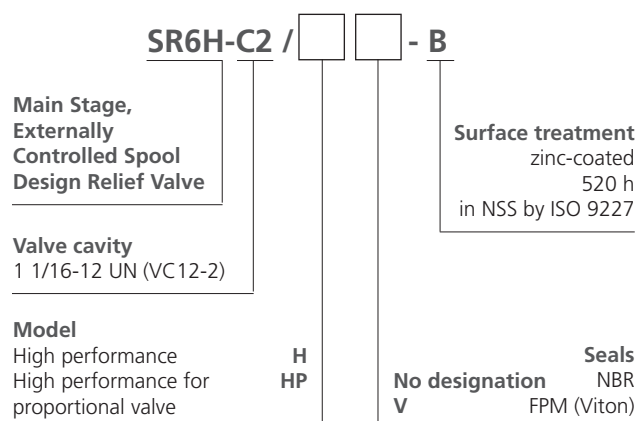 SR6H-C2 / - B
Main Stage,
Externally
Controlled Spool
Design Relief Valve
Surface treatment
zinc-coated
520 h
in NSS by ISO 9227
Valve cavity
1 1/16-12 UN (VC12-2)
Model
High performance H
High performance for HP
proportional valve
Seals
No designation NBR
V FPM (Viton)